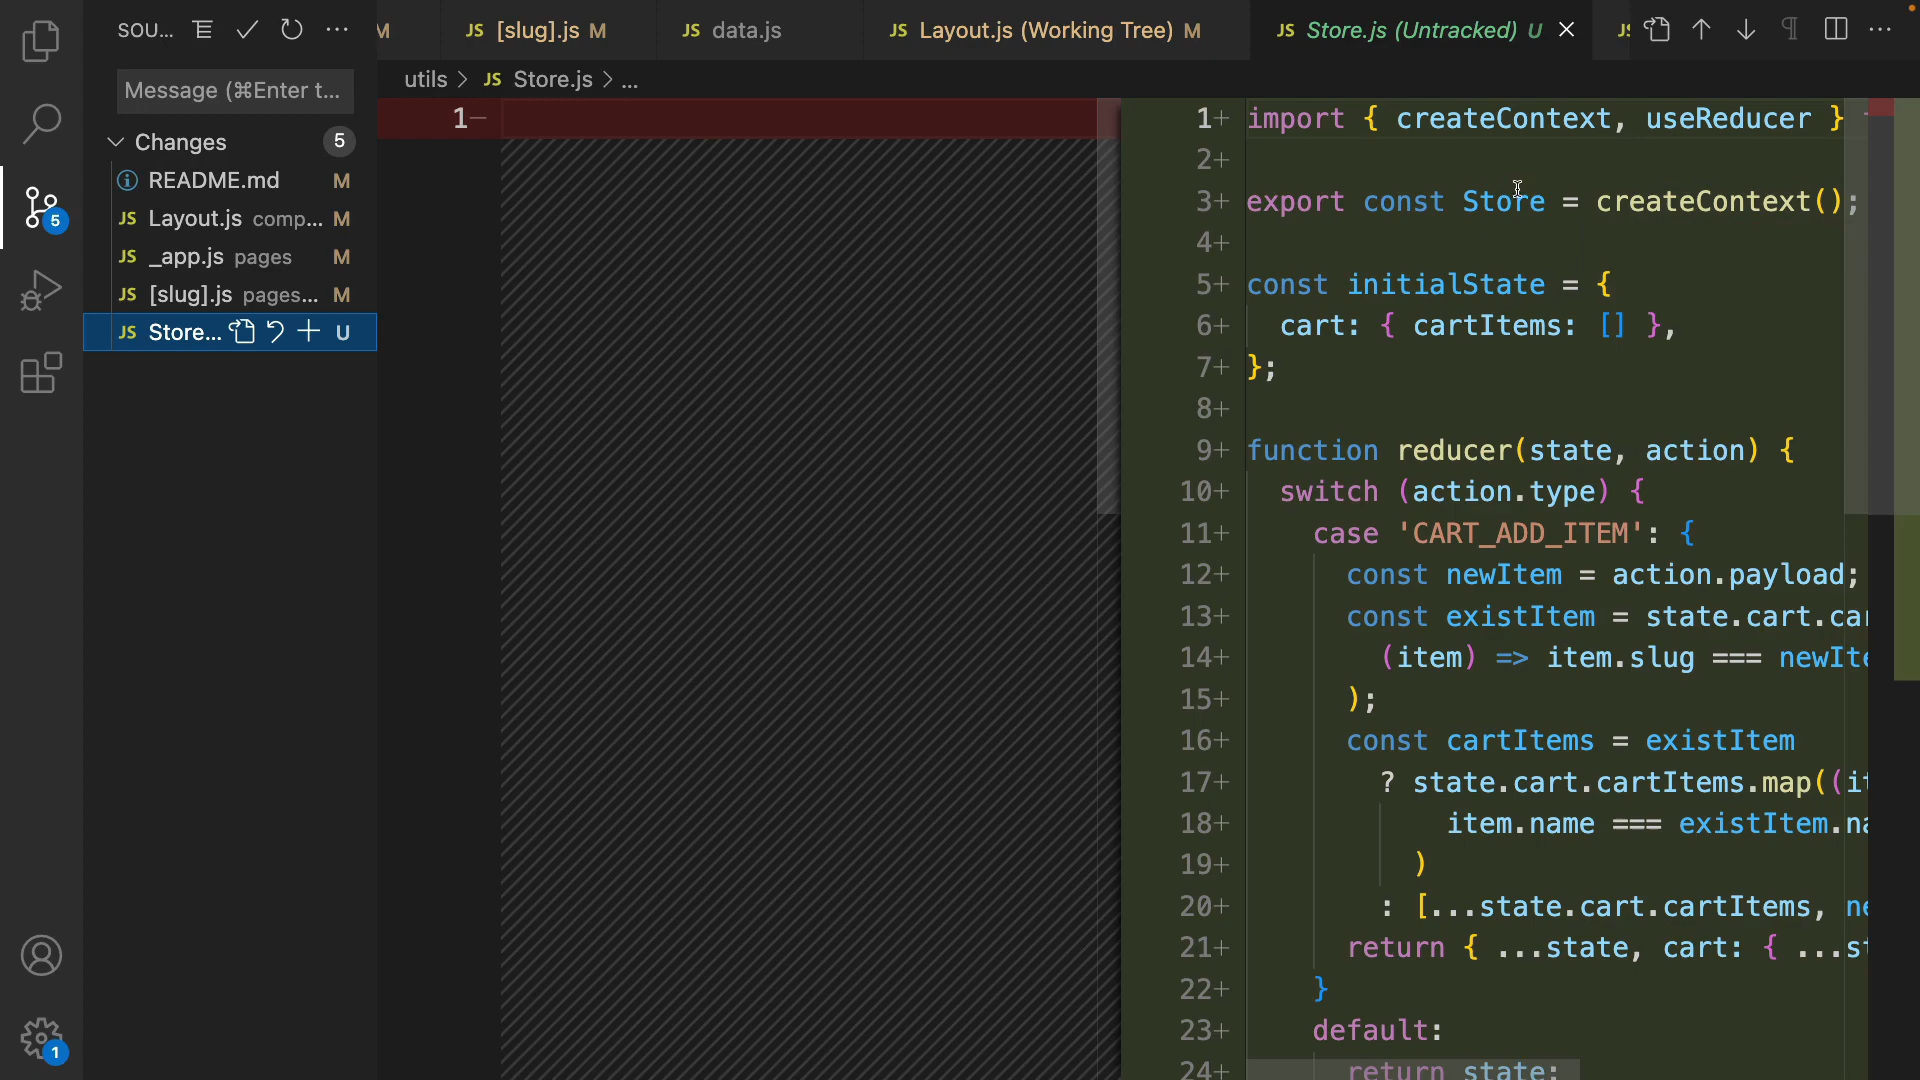 SOU...
M
JS [slug].js M
JS data.js
JS Layout.js (Working Tree) M
JS Store.js (Untracked) U
JS
utils > JS Store.js > ...
Message (⌘Enter t...
Changes 5
README.md M
JS Layout.js comp... M
JS _app.js pages M
JS [slug].js pages... M
JS Store... U
5
1
1−
1+ import { createContext, useReducer }
2+
3+ export const Store = createContext();
4+
5+ const initialState = {
6+ cart: { cartItems: [] },
7+ };
8+
9+ function reducer(state, action) {
10+ switch (action.type) {
11+ case 'CART_ADD_ITEM': {
12+ const newItem = action.payload;
13+ const existItem = state.cart.car
14+ (item) => item.slug === newIte
15+ );
16+ const cartItems = existItem
17+ ? state.cart.cartItems.map((it
18+ item.name === existItem.na
19+ )
20+ : [...state.cart.cartItems, ne
21+ return { ...state, cart: { ...st
22+ }
23+ default:
24+ return state;